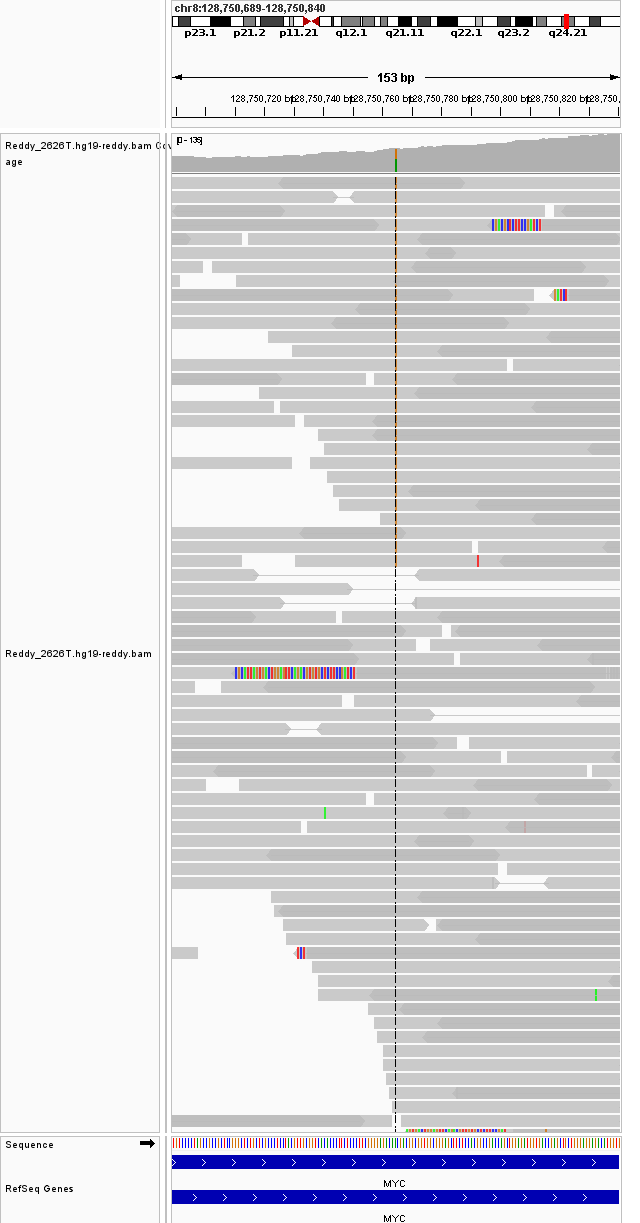 chr8:128,750,689-128,750,840
p23.1 p21.2 p11.21 q12.1 q21.11 q22.1 q23.2 q24.21
153 bp
128,750,720 bp 128,750,740 bp 128,750,760 bp 128,750,780 bp 128,750,800 bp 128,750,820 bp 128,750,
Reddy_2626T.hg19-reddy.bam Cov
age
[0 - 136]
Reddy_2626T.hg19-reddy.bam
Sequence
RefSeq Genes
MYC
MYC